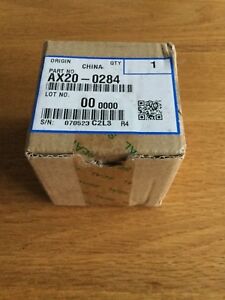 ORIGIN CHINA QTY
PART NO. 1
AX20-0284
LOT NO.
00 0000
S/N: 070523 C2L3 R4